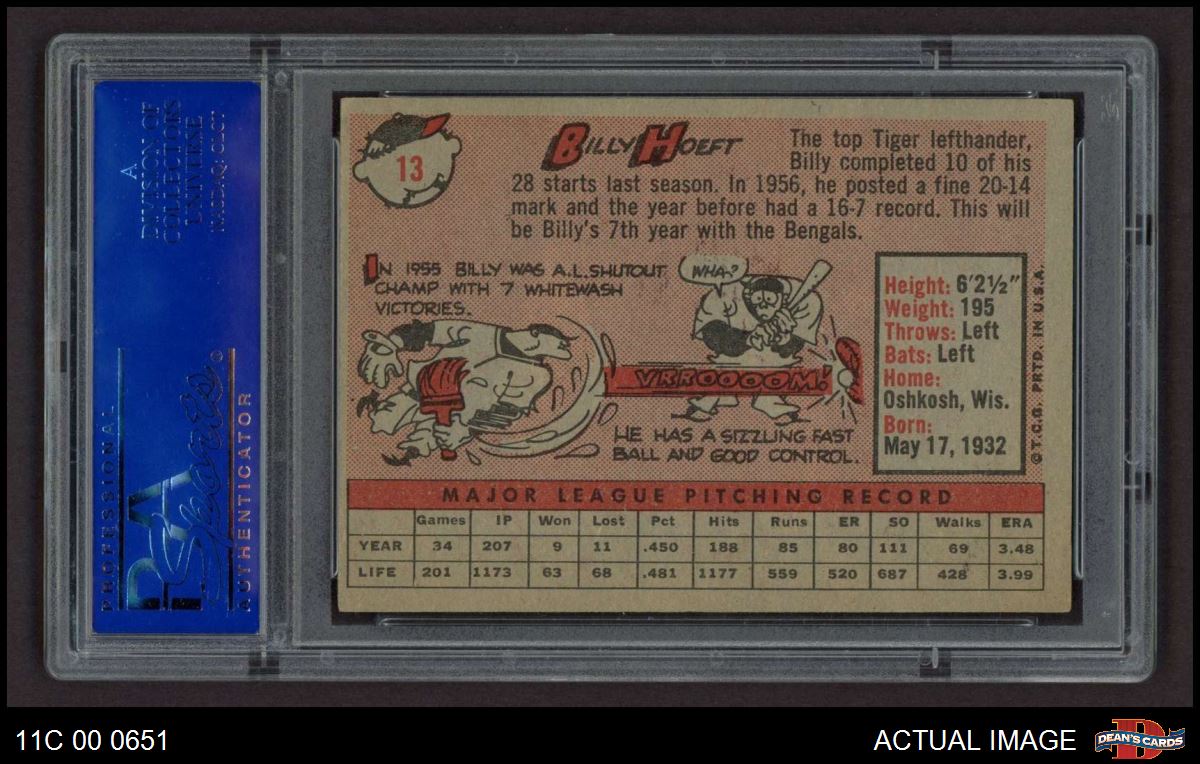 A
DIVISION OF
COLLECTORS
UNIVERSE
NASDAQ: CLCT
PROFESSIONAL
PSA
Sports®
AUTHENTICATOR
13
BILLY HOEFT
The top Tiger lefthander,
Billy completed 10 of his
28 starts last season. In 1956, he posted a fine 20-14
mark and the year before had a 16-7 record. This will
be Billy's 7th year with the Bengals.
IN 1955 BILLY WAS A.L. SHUTOUT
CHAMP WITH 7 WHITEWASH
VICTORIES.
WHA-?
VRROOOOM!
HE HAS A SIZZLING FAST
BALL AND GOOD CONTROL.
Height: 6'2½"
Weight: 195
Throws: Left
Bats: Left
Home:
Oshkosh, Wis.
Born:
May 17, 1932
©T.C.G. PRTD. IN U.S.A.
MAJOR LEAGUE PITCHING RECORD
Games IP Won Lost Pct Hits Runs ER SO Walks ERA
YEAR 34 207 9 11 .450 188 85 80 111 69 3.48
LIFE 201 1173 63 68 .481 1177 559 520 687 428 3.99
11C 00 0651
ACTUAL IMAGE
D
DEAN'S CARDS